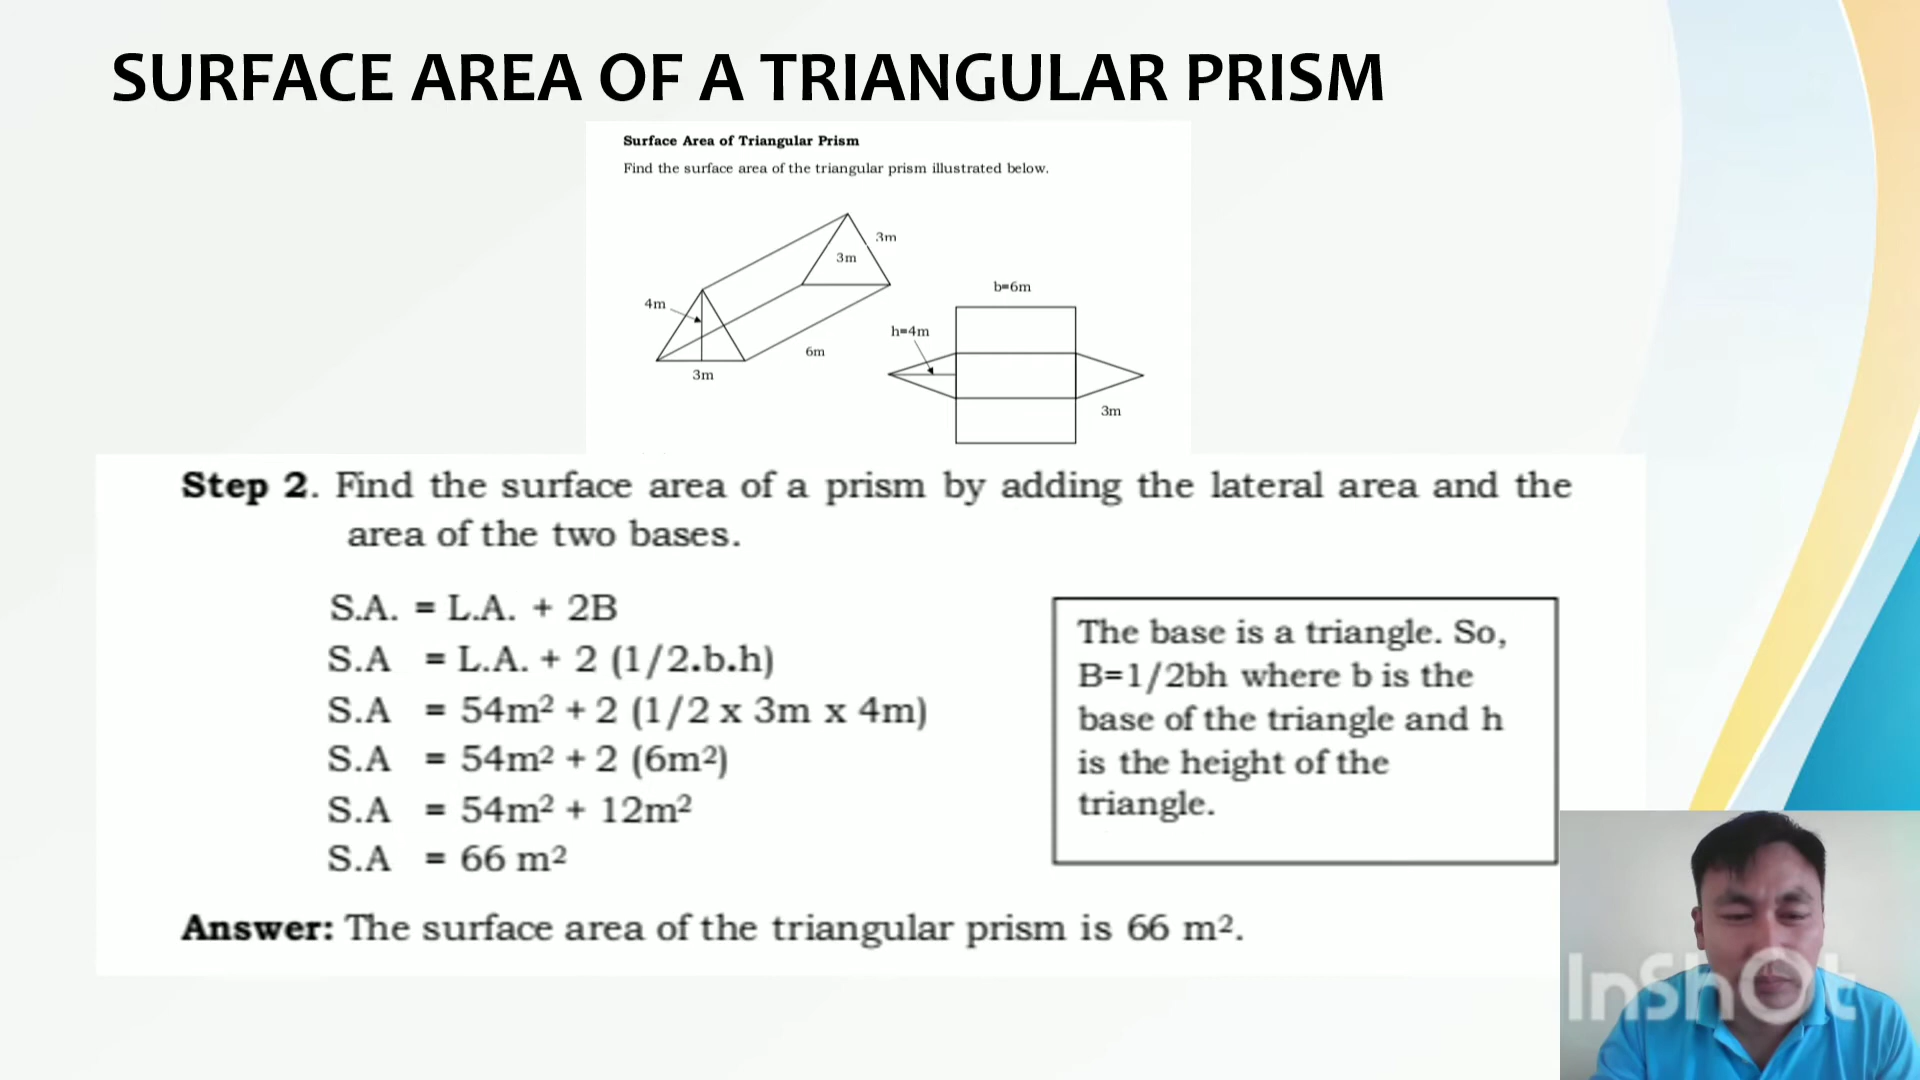 SURFACE AREA OF A TRIANGULAR PRISM
Surface Area of Triangular Prism
Find the surface area of the triangular prism illustrated below.
3m
3m
4m
6m
3m
b=6m
h=4m
3m
Step 2. Find the surface area of a prism by adding the lateral area and the
area of the two bases.
S.A. = L.A. + 2B
S.A = L.A. + 2 (1/2.b.h)
S.A = 54m² + 2 (1/2 x 3m x 4m)
S.A = 54m² + 2 (6m²)
S.A = 54m² + 12m²
S.A = 66 m²
The base is a triangle. So,
B=1/2bh where b is the
base of the triangle and h
is the height of the
triangle.
Answer: The surface area of the triangular prism is 66 m².
InShOt